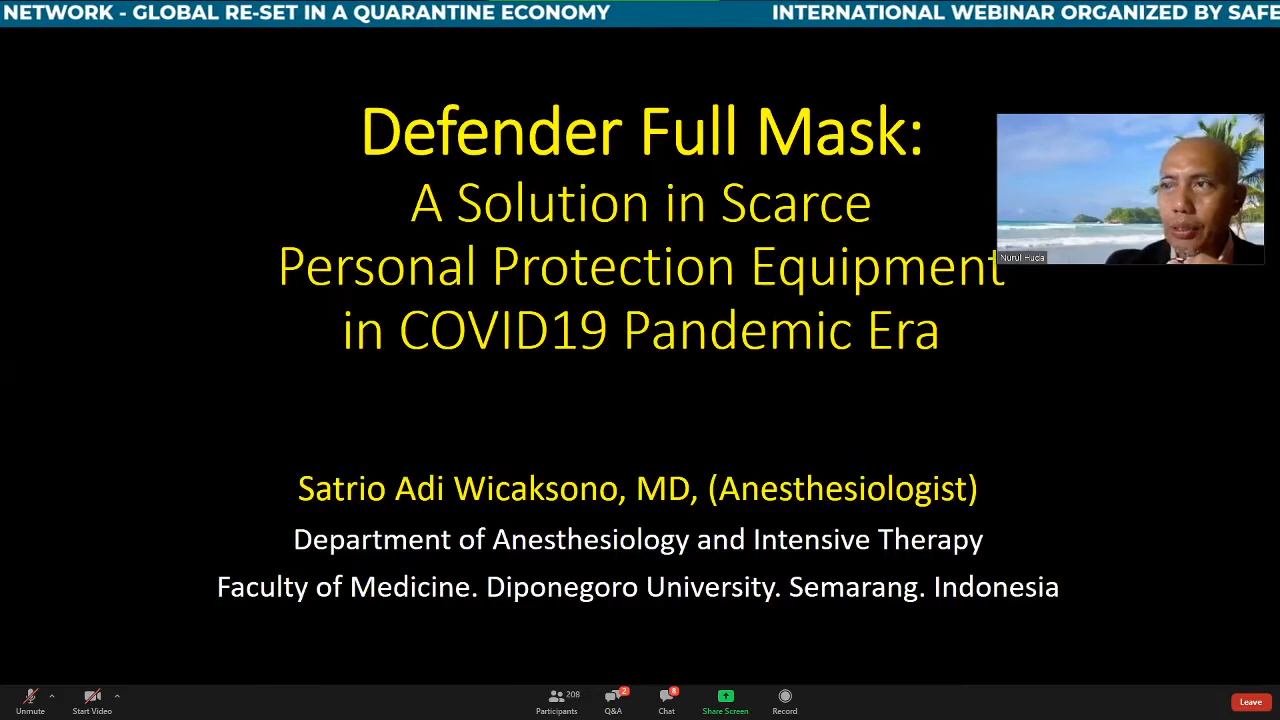 NETWORK - GLOBAL RE-SET IN A QUARANTINE ECONOMY INTERNATIONAL WEBINAR ORGANIZED BY SAFE
Defender Full Mask:
A Solution in Scarce
Personal Protection Equipment
in COVID19 Pandemic Era
Nurul Huda
Satrio Adi Wicaksono, MD, (Anesthesiologist)
Department of Anesthesiology and Intensive Therapy
Faculty of Medicine. Diponegoro University. Semarang. Indonesia
208 2 8
Unmute Start Video Participants Q&A Chat Share Screen Record Leave